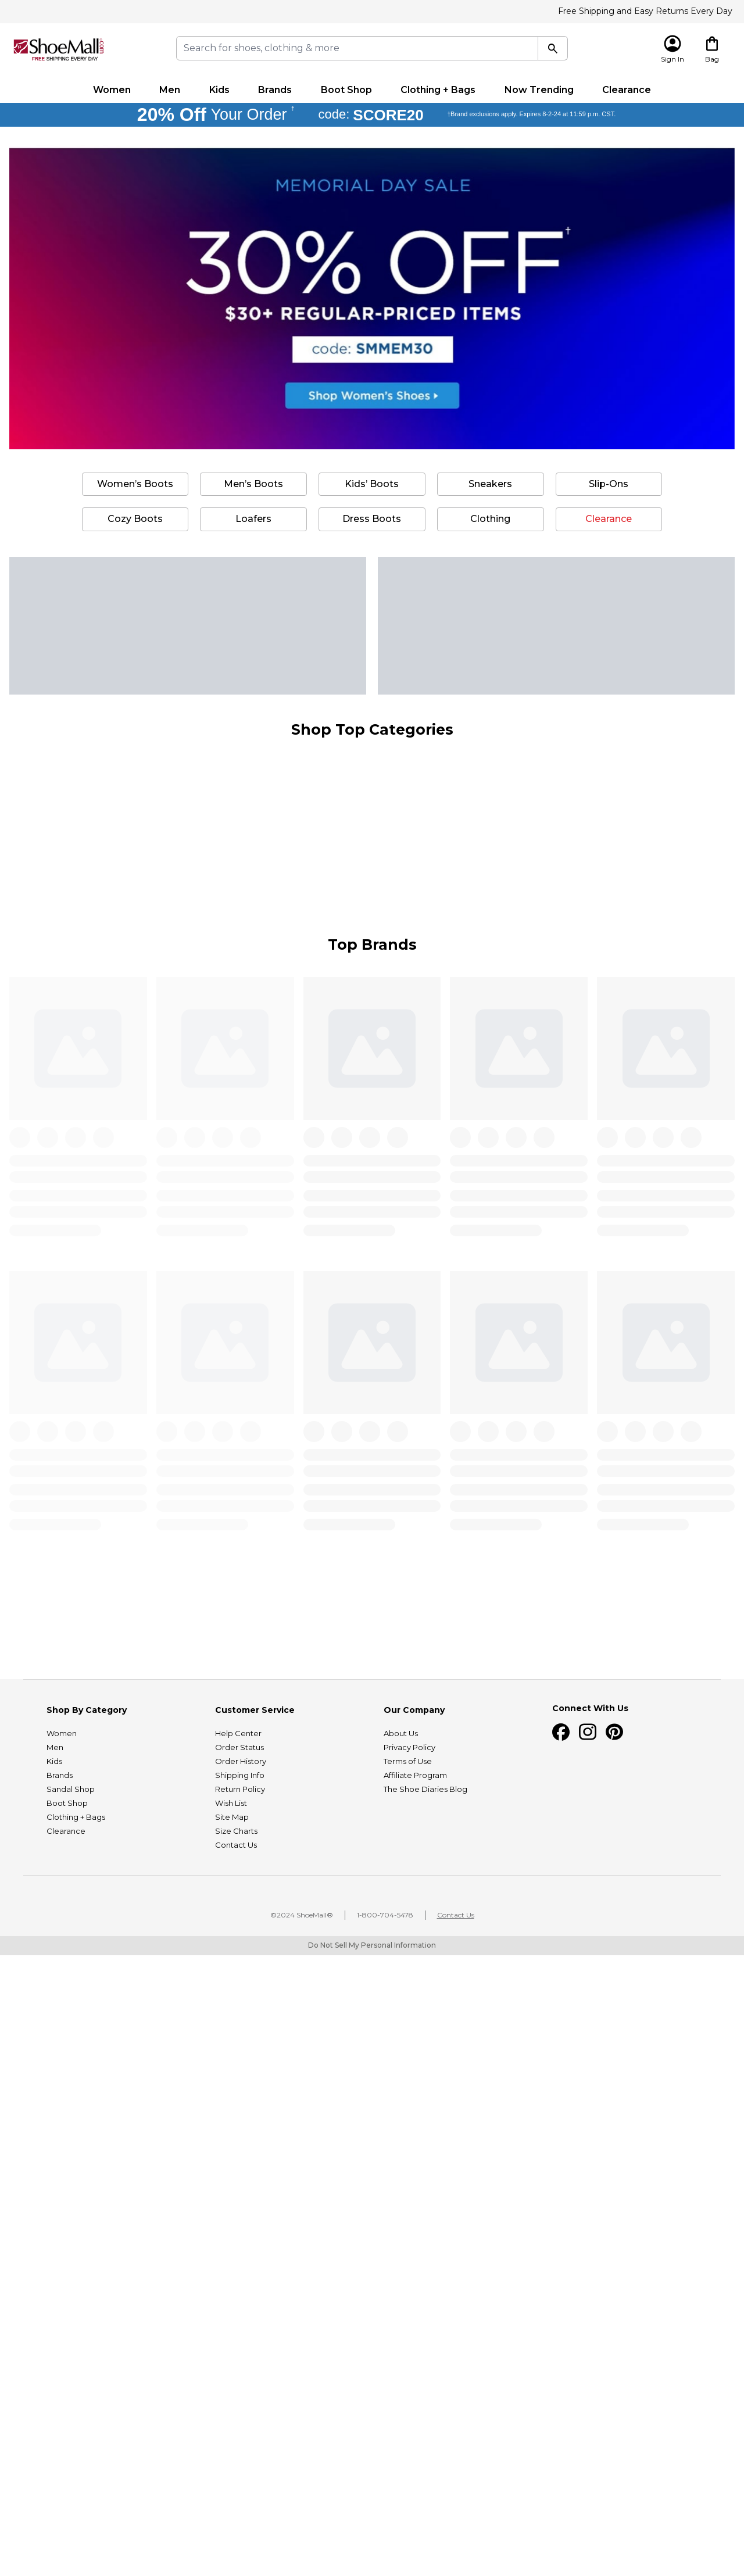 Free Shipping and Easy Returns Every Day
ShoeMall
FREE SHIPPING EVERY DAY
Search for shoes, clothing & more
Sign In
Bag
Women Men Kids Brands Boot Shop Clothing + Bags Now Trending Clearance
20% Off Your Order † code: SCORE20 †Brand exclusions apply. Expires 8-2-24 at 11:59 p.m. CST.
MEMORIAL DAY SALE
30% OFF†
$30+ REGULAR-PRICED ITEMS
code: SMMEM30
Shop Women's Shoes
Women's Boots Men's Boots Kids' Boots Sneakers Slip-Ons
Cozy Boots Loafers Dress Boots Clothing Clearance
Shop Top Categories
Top Brands
Shop By Category
Women
Men
Kids
Brands
Sandal Shop
Boot Shop
Clothing + Bags
Clearance
Customer Service
Help Center
Order Status
Order History
Shipping Info
Return Policy
Wish List
Site Map
Size Charts
Contact Us
Our Company
About Us
Privacy Policy
Terms of Use
Affiliate Program
The Shoe Diaries Blog
Connect With Us
©2024 ShoeMall® 1-800-704-5478 Contact Us
Do Not Sell My Personal Information